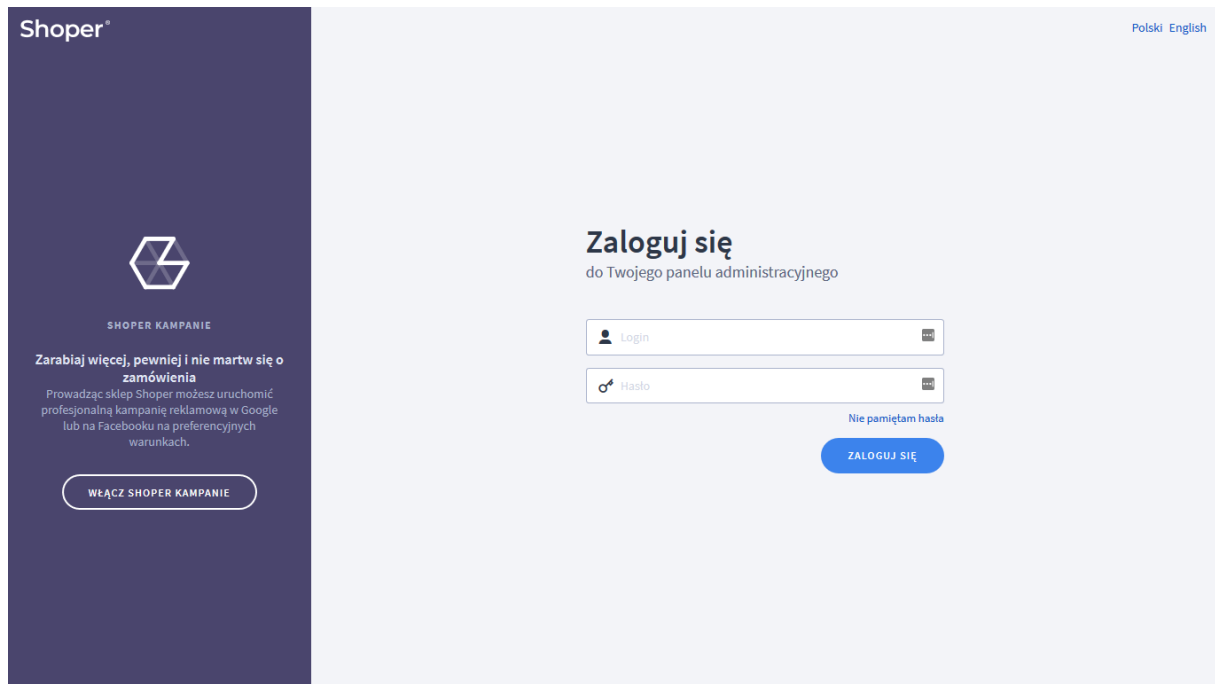 Shoper®
Polski English
SHOPER KAMPANIE
Zarabiaj więcej, pewniej i nie martw się o
zamówienia
Prowadząc sklep Shoper możesz uruchomić
profesjonalną kampanię reklamową w Google
lub na Facebooku na preferencyjnych
warunkach.
WŁĄCZ SHOPER KAMPANIE
Zaloguj się
do Twojego panelu administracyjnego
Login
Hasło
Nie pamiętam hasła
ZALOGUJ SIĘ